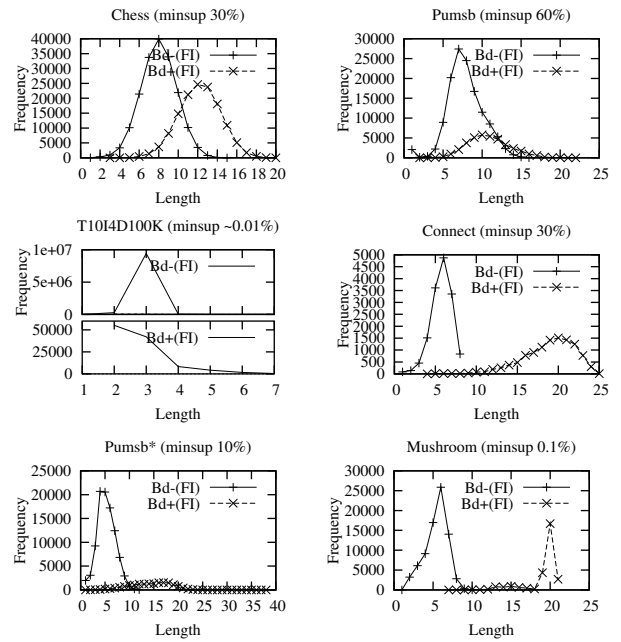 Chess (minsup 30%)
Frequency
40000
35000
30000
25000
20000
15000
10000
5000
0
Bd-(FI)
Bd+(FI)
0 2 4 6 8 10 12 14 16 18 20
Length
Pumsb (minsup 60%)
Frequency
30000
25000
20000
15000
10000
5000
0
Bd-(FI)
Bd+(FI)
0 5 10 15 20 25
Length
T10I4D100K (minsup ~0.01%)
Frequency
1e+07
5e+06
0
Bd-(FI)
50000
25000
0
Bd+(FI)
1 2 3 4 5 6 7
Length
Connect (minsup 30%)
Frequency
5000
4500
4000
3500
3000
2500
2000
1500
1000
500
0
Bd-(FI)
Bd+(FI)
0 5 10 15 20 25
Length
Pumsb* (minsup 10%)
Frequency
25000
20000
15000
10000
5000
0
Bd-(FI)
Bd+(FI)
0 5 10 15 20 25 30 35 40
Length
Mushroom (minsup 0.1%)
Frequency
30000
25000
20000
15000
10000
5000
0
Bd-(FI)
Bd+(FI)
0 5 10 15 20 25
Length